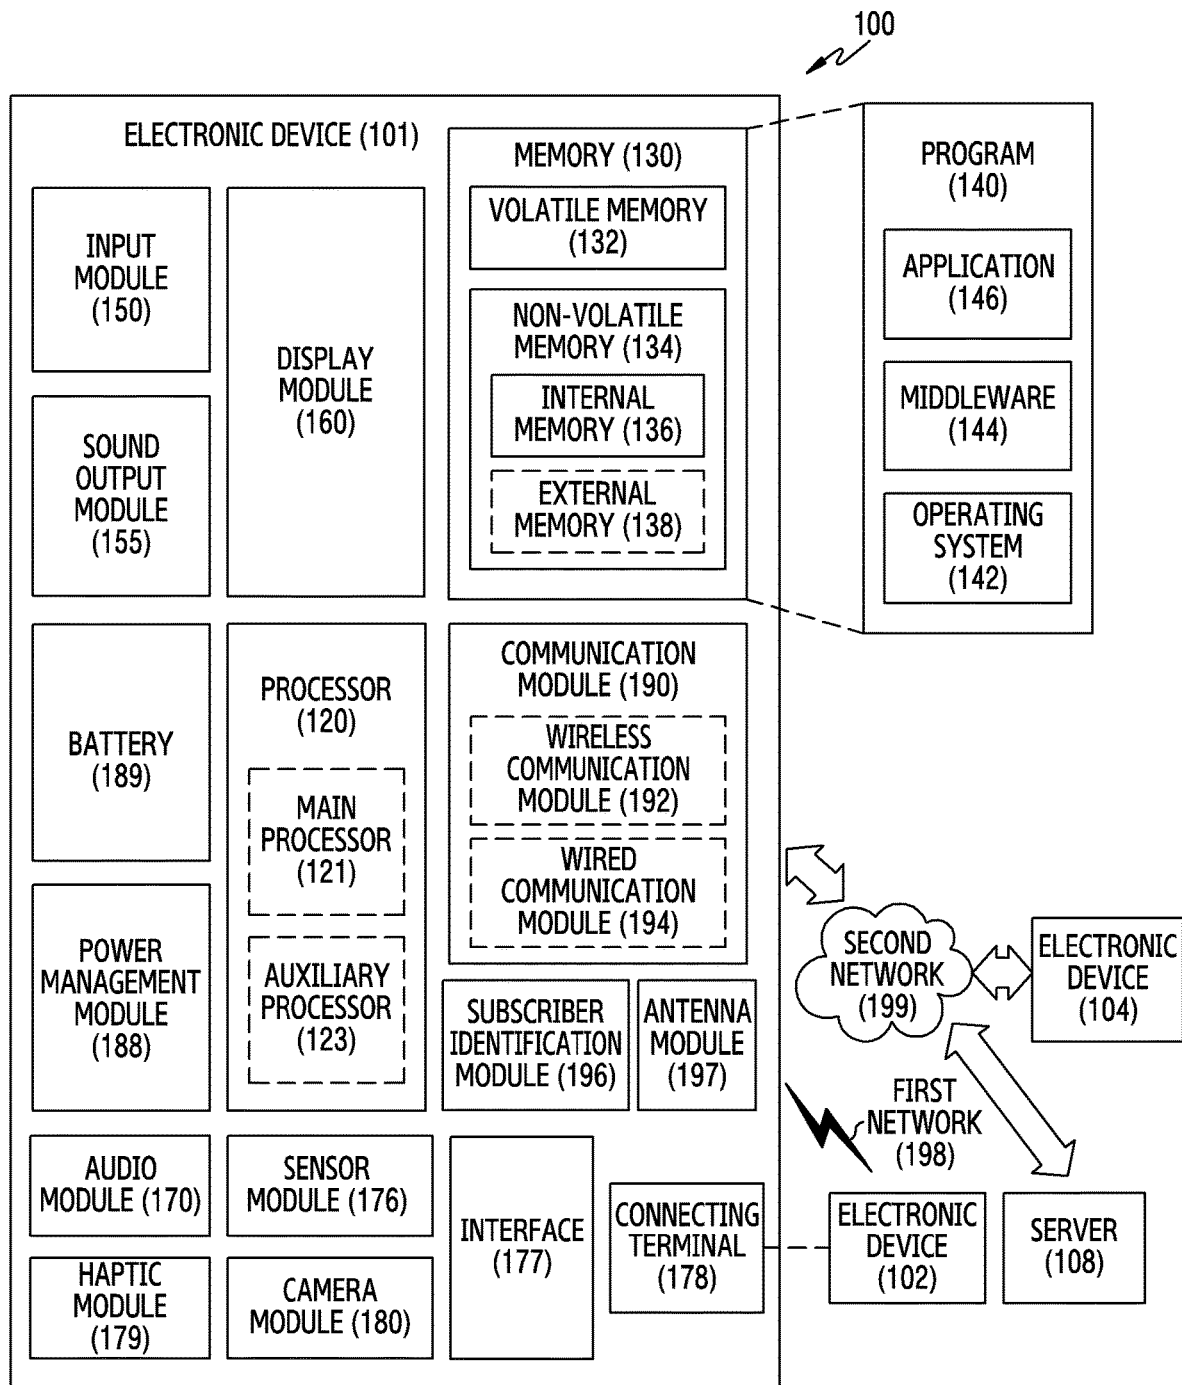 100
ELECTRONIC DEVICE (101)
INPUT
MODULE
(150)
SOUND
OUTPUT
MODULE
(155)
DISPLAY
MODULE
(160)
MEMORY (130)
VOLATILE MEMORY
(132)
NON-VOLATILE
MEMORY (134)
INTERNAL
MEMORY (136)
EXTERNAL
MEMORY (138)
PROGRAM
(140)
APPLICATION
(146)
MIDDLEWARE
(144)
OPERATING
SYSTEM
(142)
BATTERY
(189)
POWER
MANAGEMENT
MODULE
(188)
PROCESSOR
(120)
MAIN
PROCESSOR
(121)
AUXILIARY
PROCESSOR
(123)
COMMUNICATION
MODULE (190)
WIRELESS
COMMUNICATION
MODULE (192)
WIRED
COMMUNICATION
MODULE (194)
SUBSCRIBER
IDENTIFICATION
MODULE (196)
ANTENNA
MODULE
(197)
SECOND
NETWORK
(199)
ELECTRONIC
DEVICE
(104)
FIRST
NETWORK
(198)
AUDIO
MODULE (170)
SENSOR
MODULE (176)
HAPTIC
MODULE
(179)
CAMERA
MODULE (180)
INTERFACE
(177)
CONNECTING
TERMINAL
(178)
ELECTRONIC
DEVICE
(102)
SERVER
(108)